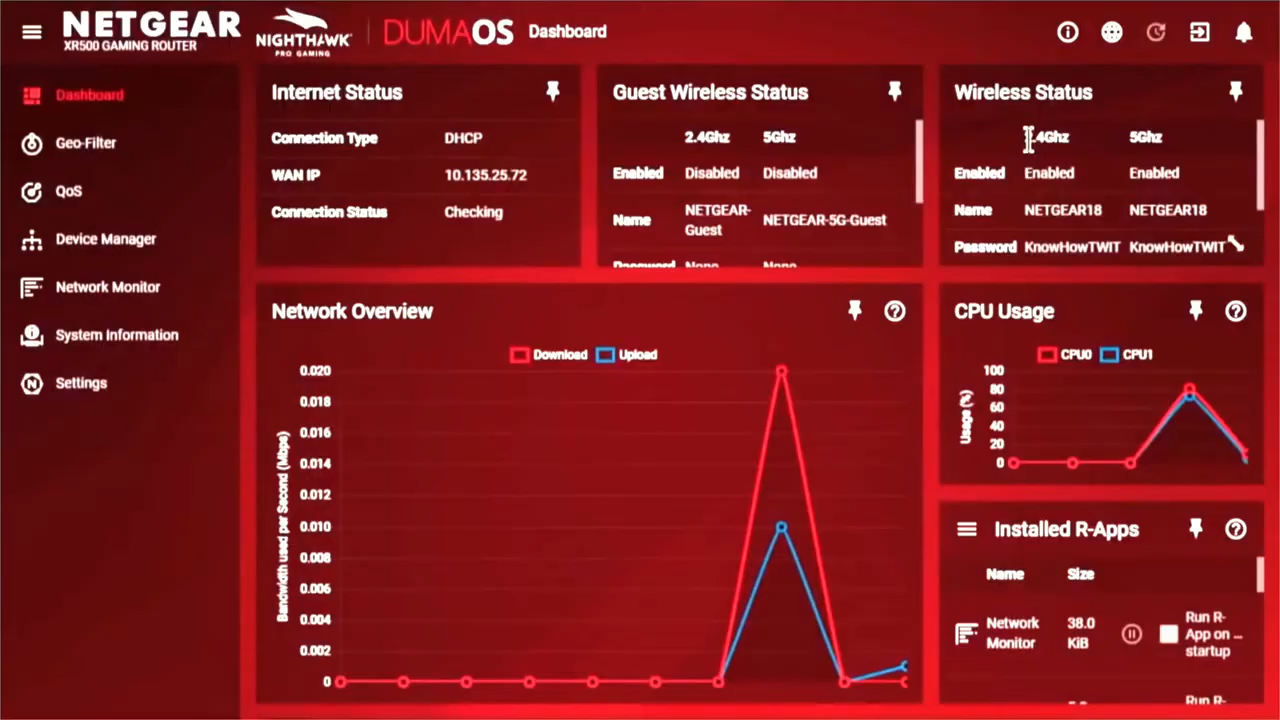 NETGEAR
XR500 GAMING ROUTER
NIGHTHAWK
PRO GAMING
DUMAOS
Dashboard
Dashboard
Geo-Filter
QoS
Device Manager
Network Monitor
System Information
Settings
Internet Status
Connection Type DHCP
WAN IP 10.135.25.72
Connection Status Checking
Guest Wireless Status
2.4Ghz 5Ghz
Enabled Disabled Disabled
Name NETGEAR-Guest NETGEAR-5G-Guest
Password None None
Wireless Status
.4Ghz 5Ghz
Enabled Enabled Enabled
Name NETGEAR18 NETGEAR18
Password KnowHowTWIT KnowHowTWIT
Network Overview
Download Upload
Bandwidth used per Second (Mbps)
0.020
0.018
0.016
0.014
0.012
0.010
0.008
0.006
0.004
0.002
0
CPU Usage
CPU0 CPU1
Usage (%)
100
80
60
40
20
0
Installed R-Apps
Name Size
Network Monitor
38.0 KiB
Run R-
App on ...
startup
Run R-